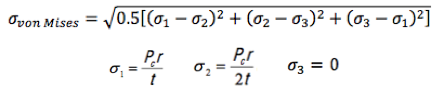 σvon Mises = √0.5[(σ1 − σ2)² + (σ2 − σ3)² + (σ3 − σ1)²]
σ1 = Pcr/t σ2 = Pcr/2t σ3 = 0